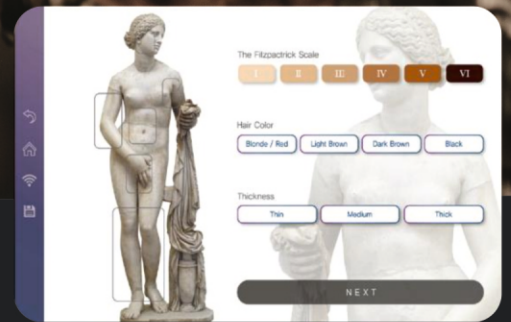 The Fitzpactrick Scale
I II III IV V VI
Hair Color
Blonde / Red Light Brown Dark Brown Black
Thickness
Thin Medium Thick
NEXT